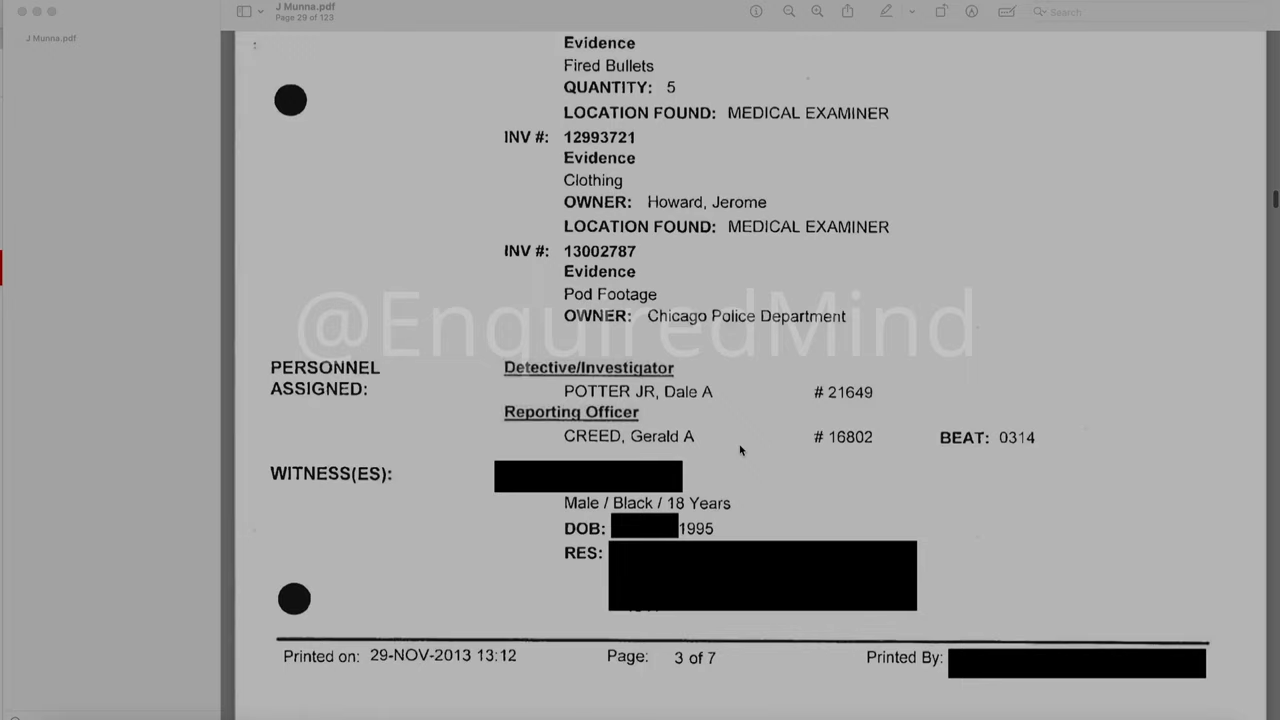 J Munna.pdf
Page 29 of 123
Search
J Munna.pdf
Evidence
Fired Bullets
QUANTITY: 5
LOCATION FOUND: MEDICAL EXAMINER
INV #: 12993721
Evidence
Clothing
OWNER: Howard, Jerome
LOCATION FOUND: MEDICAL EXAMINER
INV #: 13002787
Evidence
Pod Footage
OWNER: Chicago Police Department
@EnquiredMind
PERSONNEL ASSIGNED: Detective/Investigator
POTTER JR, Dale A # 21649
Reporting Officer
CREED, Gerald A # 16802 BEAT: 0314
WITNESS(ES):
Male / Black / 18 Years
DOB: 1995
RES:
Printed on: 29-NOV-2013 13:12 Page: 3 of 7 Printed By: